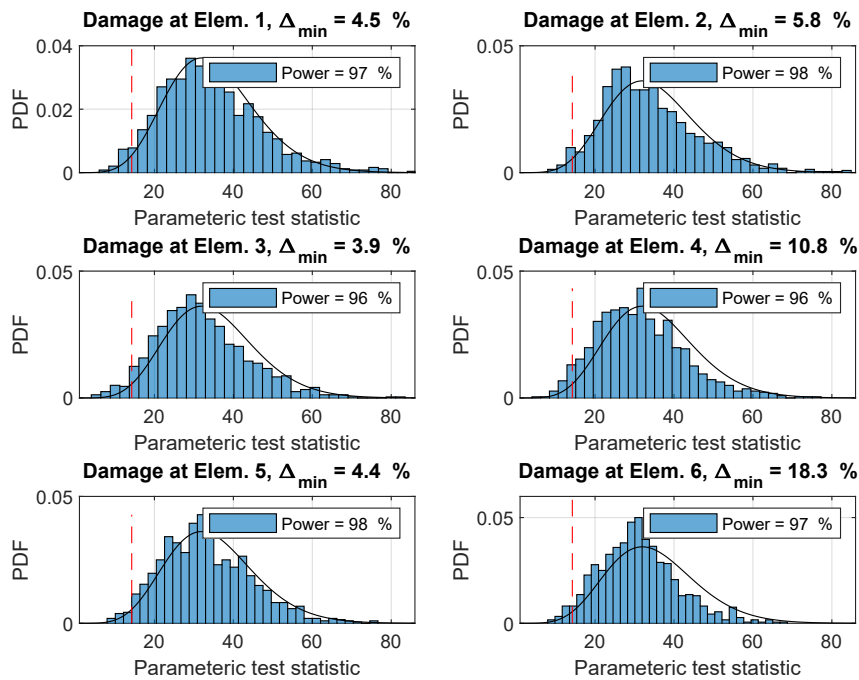 Damage at Elem. 1, Δmin = 4.5 %
0.04
0.02
0
PDF
Power = 97 %
20 40 60 80
Parameteric test statistic
Damage at Elem. 2, Δmin = 5.8 %
0.05
0
PDF
Power = 98 %
20 40 60 80
Parameteric test statistic
Damage at Elem. 3, Δmin = 3.9 %
0.05
0
PDF
Power = 96 %
20 40 60 80
Parameteric test statistic
Damage at Elem. 4, Δmin = 10.8 %
0.05
0
PDF
Power = 96 %
20 40 60 80
Parameteric test statistic
Damage at Elem. 5, Δmin = 4.4 %
0.05
0
PDF
Power = 98 %
20 40 60 80
Parameteric test statistic
Damage at Elem. 6, Δmin = 18.3 %
0.05
0
PDF
Power = 97 %
20 40 60 80
Parameteric test statistic